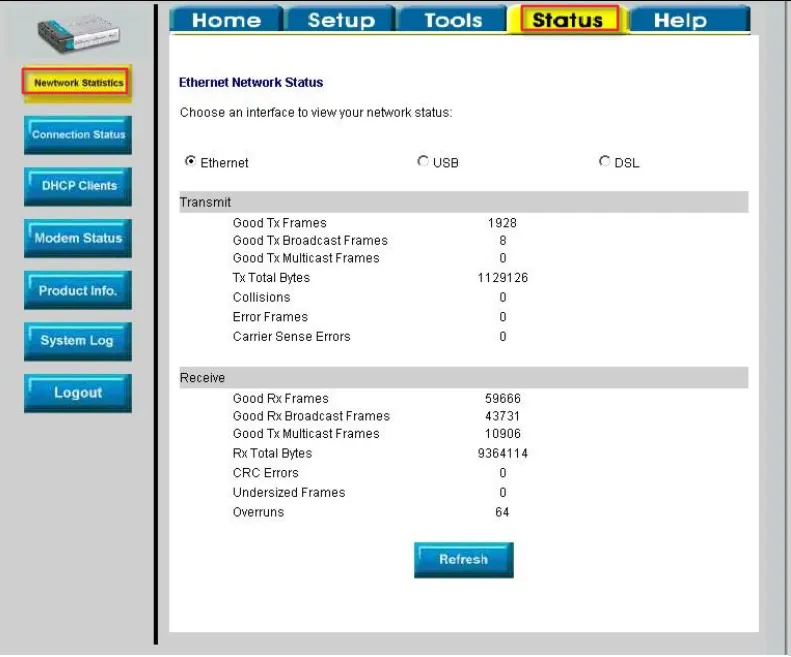 Home Setup Tools Status Help
Newtwork Statistics
Connection Status
DHCP Clients
Modem Status
Product Info.
System Log
Logout
Ethernet Network Status
Choose an interface to view your network status:
Ethernet USB DSL
Transmit
Good Tx Frames 1928
Good Tx Broadcast Frames 8
Good Tx Multicast Frames 0
Tx Total Bytes 1129126
Collisions 0
Error Frames 0
Carrier Sense Errors 0
Receive
Good Rx Frames 59666
Good Rx Broadcast Frames 43731
Good Tx Multicast Frames 10906
Rx Total Bytes 9364114
CRC Errors 0
Undersized Frames 0
Overruns 64
Refresh